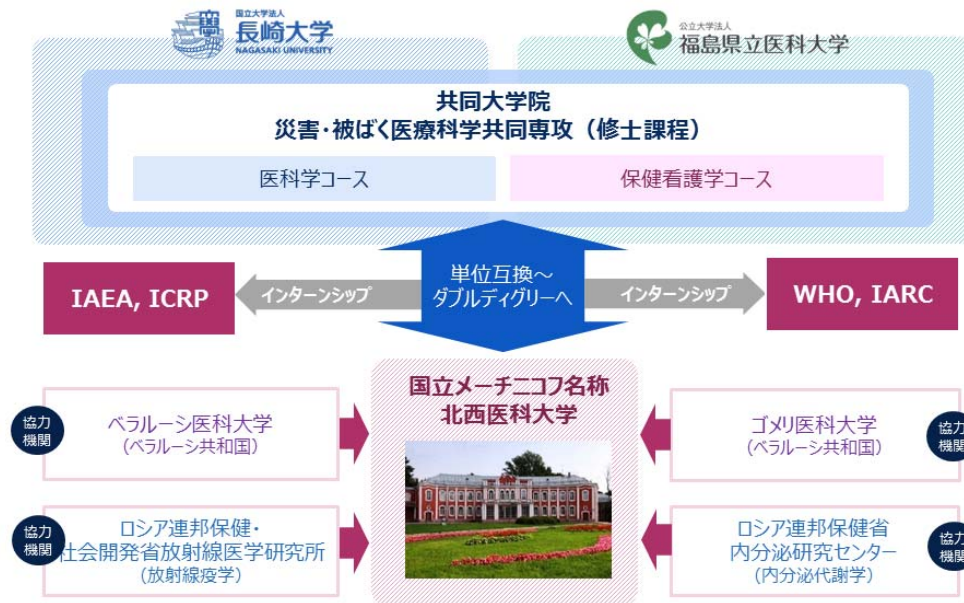 国立大学法人
長崎大学
NAGASAKI UNIVERSITY
公立大学法人
福島県立医科大学
共同大学院
災害・被ばく医療科学共同専攻（修士課程）
医科学コース
保健看護学コース
IAEA, ICRP
インターンシップ
単位互換～
ダブルディグリーへ
インターンシップ
WHO, IARC
国立メーチニコフ名称
北西医科大学
協力
機関
ベラルーシ医科大学
（ベラルーシ共和国）
ゴメリ医科大学
（ベラルーシ共和国）
協力
機関
協力
機関
ロシア連邦保健・
社会開発省放射線医学研究所
（放射線疫学）
ロシア連邦保健省
内分泌研究センター
（内分泌代謝学）
協力
機関